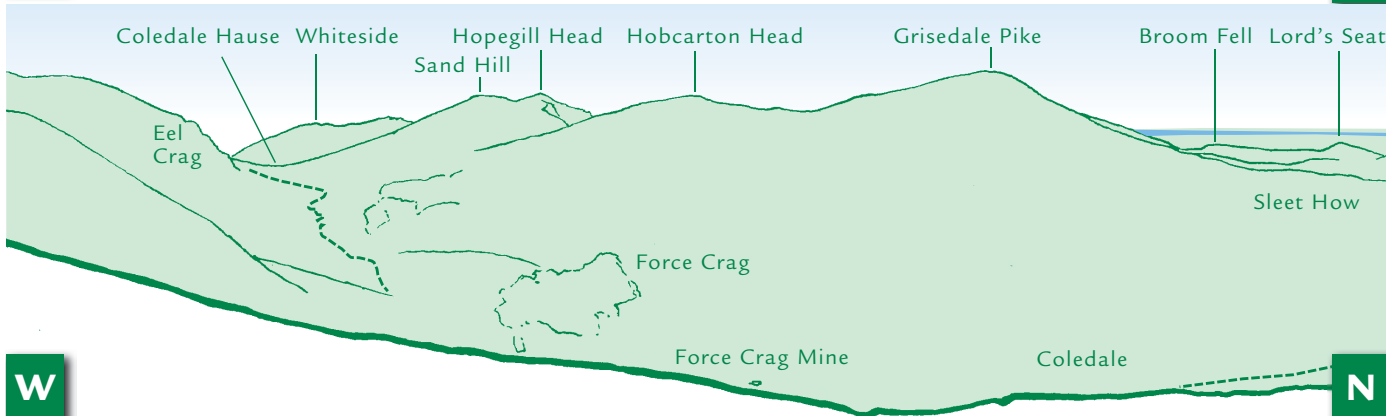 Coledale Hause Whiteside Hopegill Head Hobcarton Head Grisedale Pike Broom Fell Lord's Seat
Sand Hill
Eel
Crag
Sleet How
Force Crag
Force Crag Mine Coledale
W N